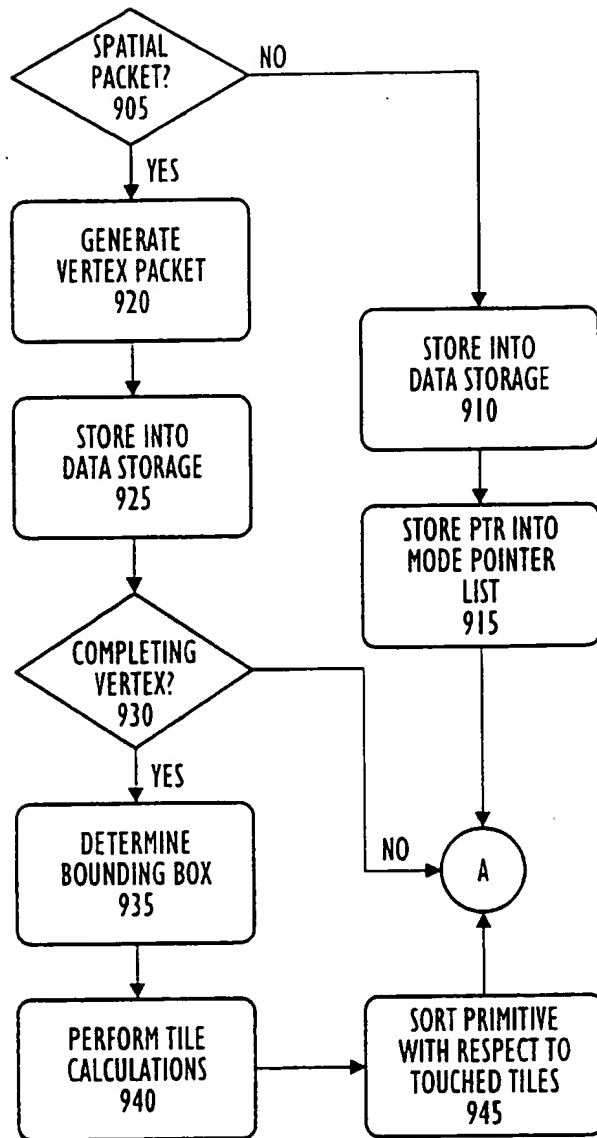 SPATIAL
PACKET?
905
NO
YES
GENERATE
VERTEX PACKET
920
STORE INTO
DATA STORAGE
910
STORE INTO
DATA STORAGE
925
STORE PTR INTO
MODE POINTER
LIST
915
COMPLETING
VERTEX?
930
YES
NO
A
DETERMINE
BOUNDING BOX
935
PERFORM TILE
CALCULATIONS
940
SORT PRIMITIVE
WITH RESPECT TO
TOUCHED TILES
945